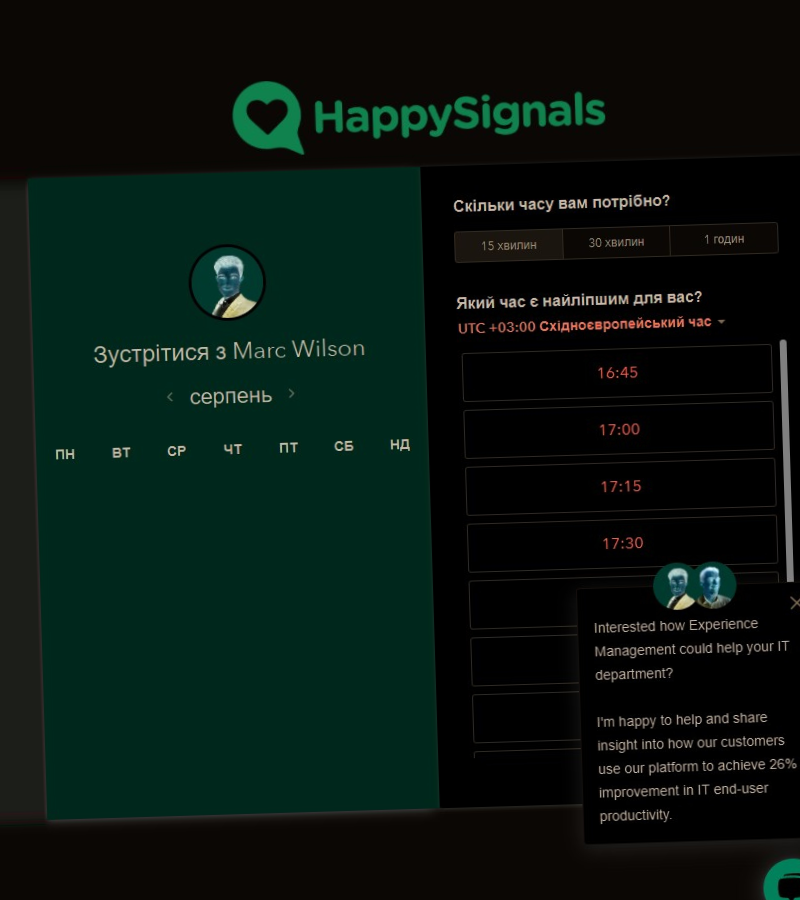 HappySignals
Зустрітися з Marc Wilson
серпень
ПН ВТ СР ЧТ ПТ СБ НД
Скільки часу вам потрібно?
15 хвилин 30 хвилин 1 годин
Який час є найліпшим для вас?
UTC +03:00 Східноєвропейський час
16:45
17:00
17:15
17:30
Interested how Experience
Management could help your IT
department?
I'm happy to help and share
insight into how our customers
use our platform to achieve 26%
improvement in IT end-user
productivity.